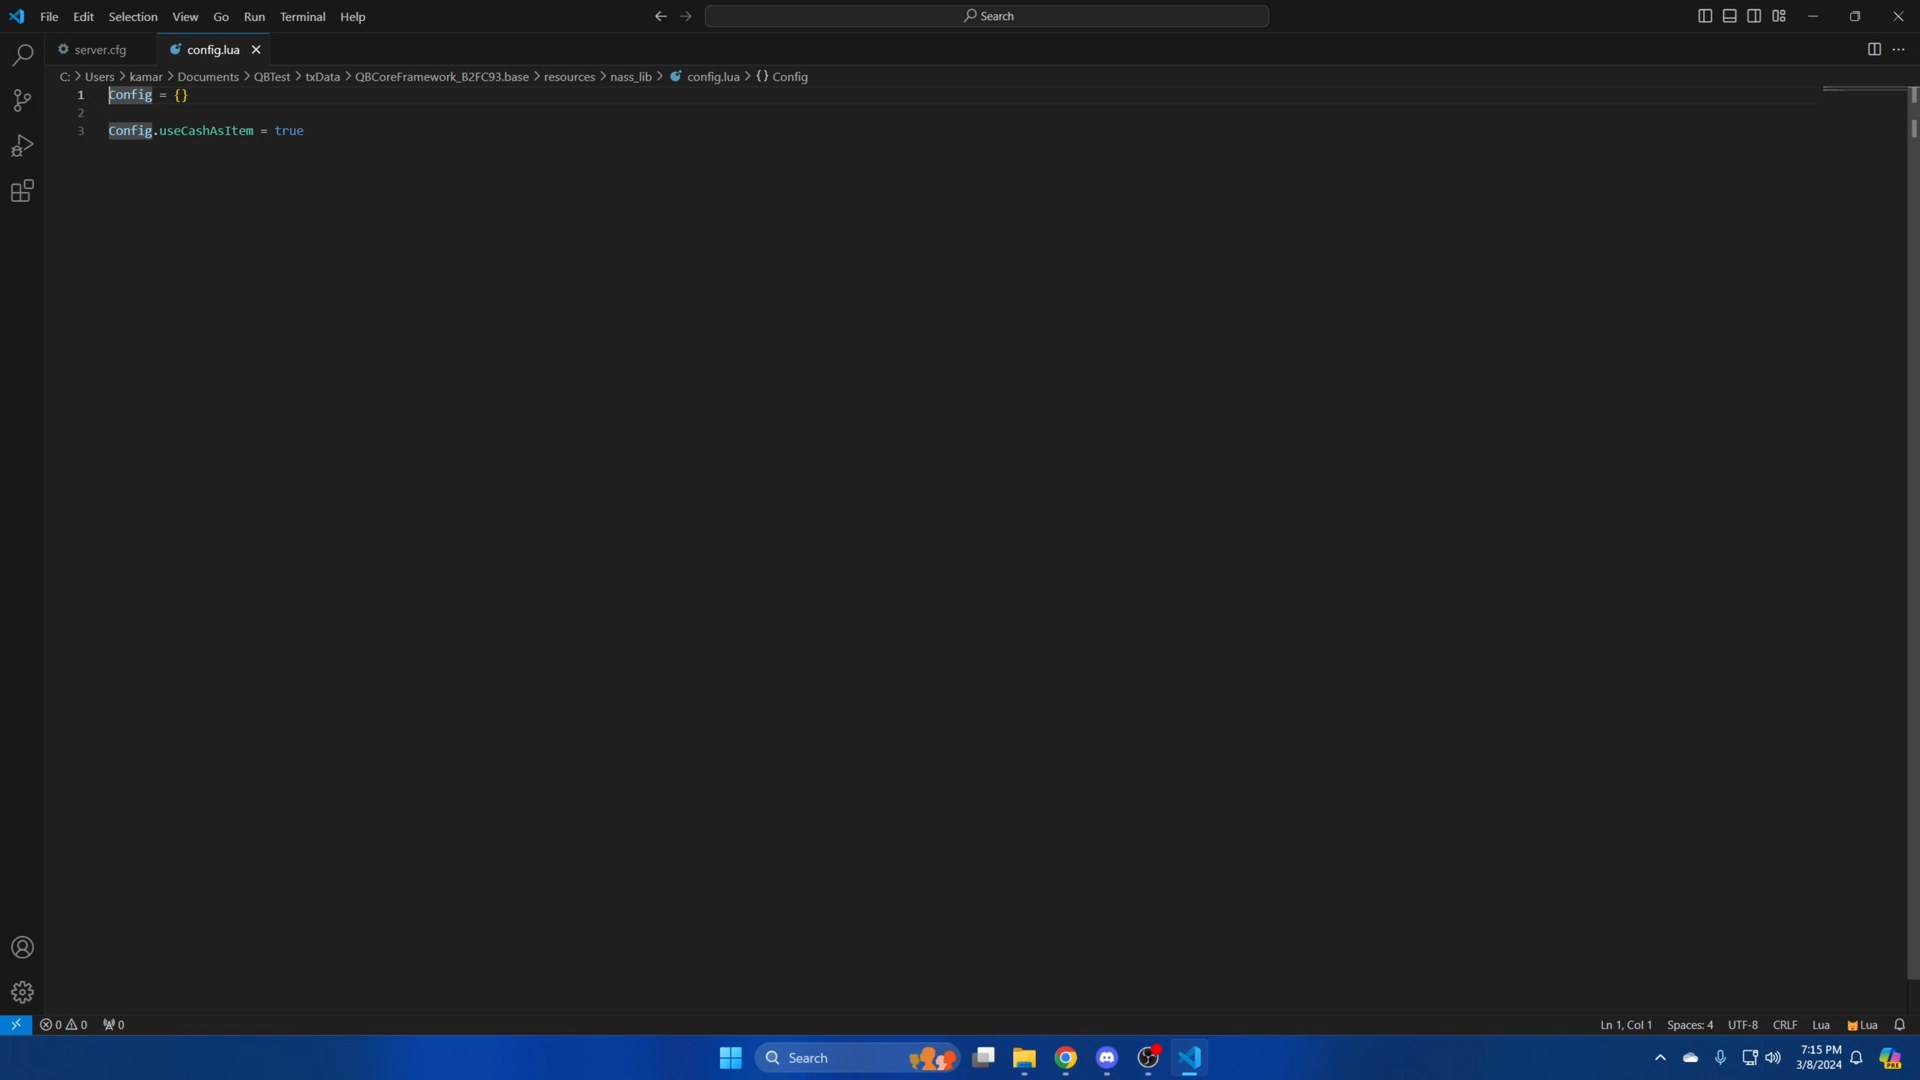 File Edit Selection View Go Run Terminal Help
Search
server.cfg
config.lua
C: > Users > kamar > Documents > QBTest > txData > QBCoreFramework_B2FC93.base > resources > nass_lib > config.lua > {} Config
1 Config = {}
2
3 Config.useCashAsItem = true
0 0 0
Ln 1, Col 1 Spaces: 4 UTF-8 CRLF Lua Lua
Search
PRE
7:15 PM
3/8/2024